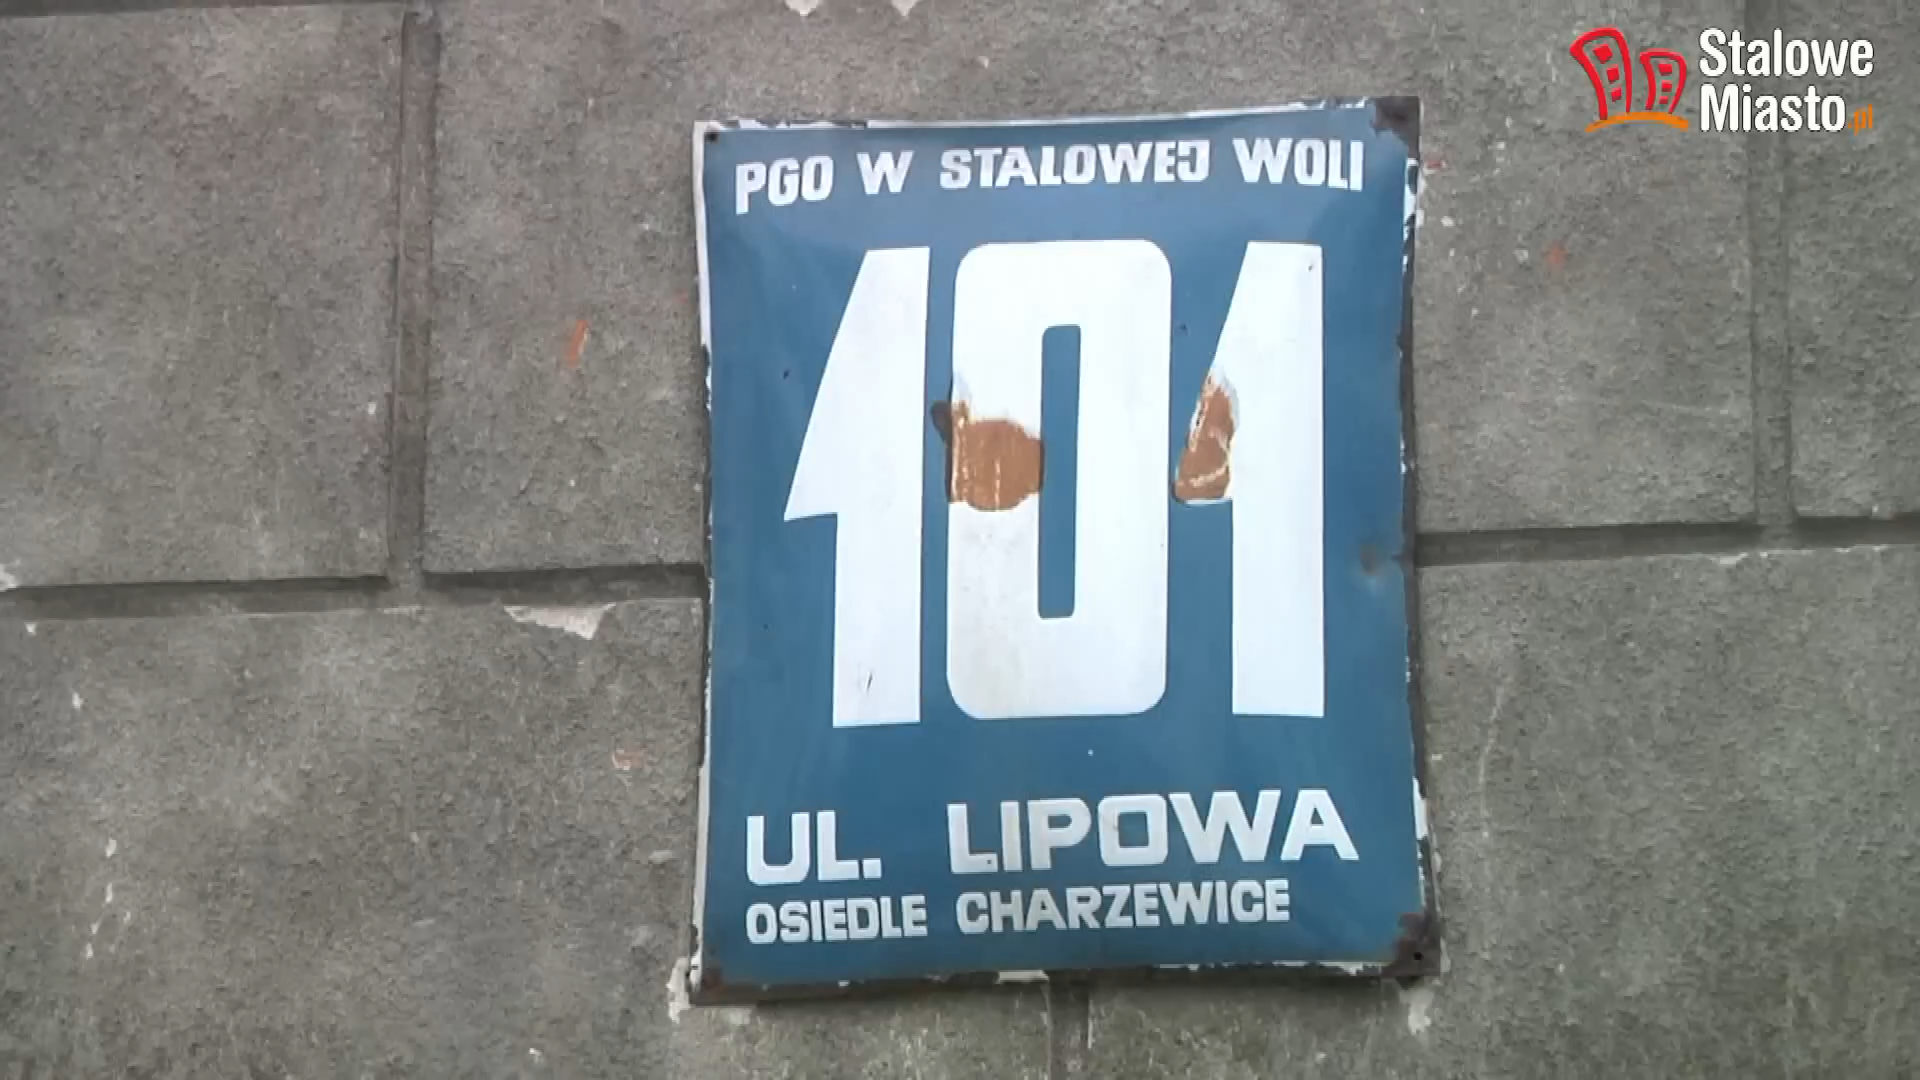 Stalowe
Miasto.pl
PGO W STALOWEJ WOLI
101
UL. LIPOWA
OSIEDLE CHARZEWICE